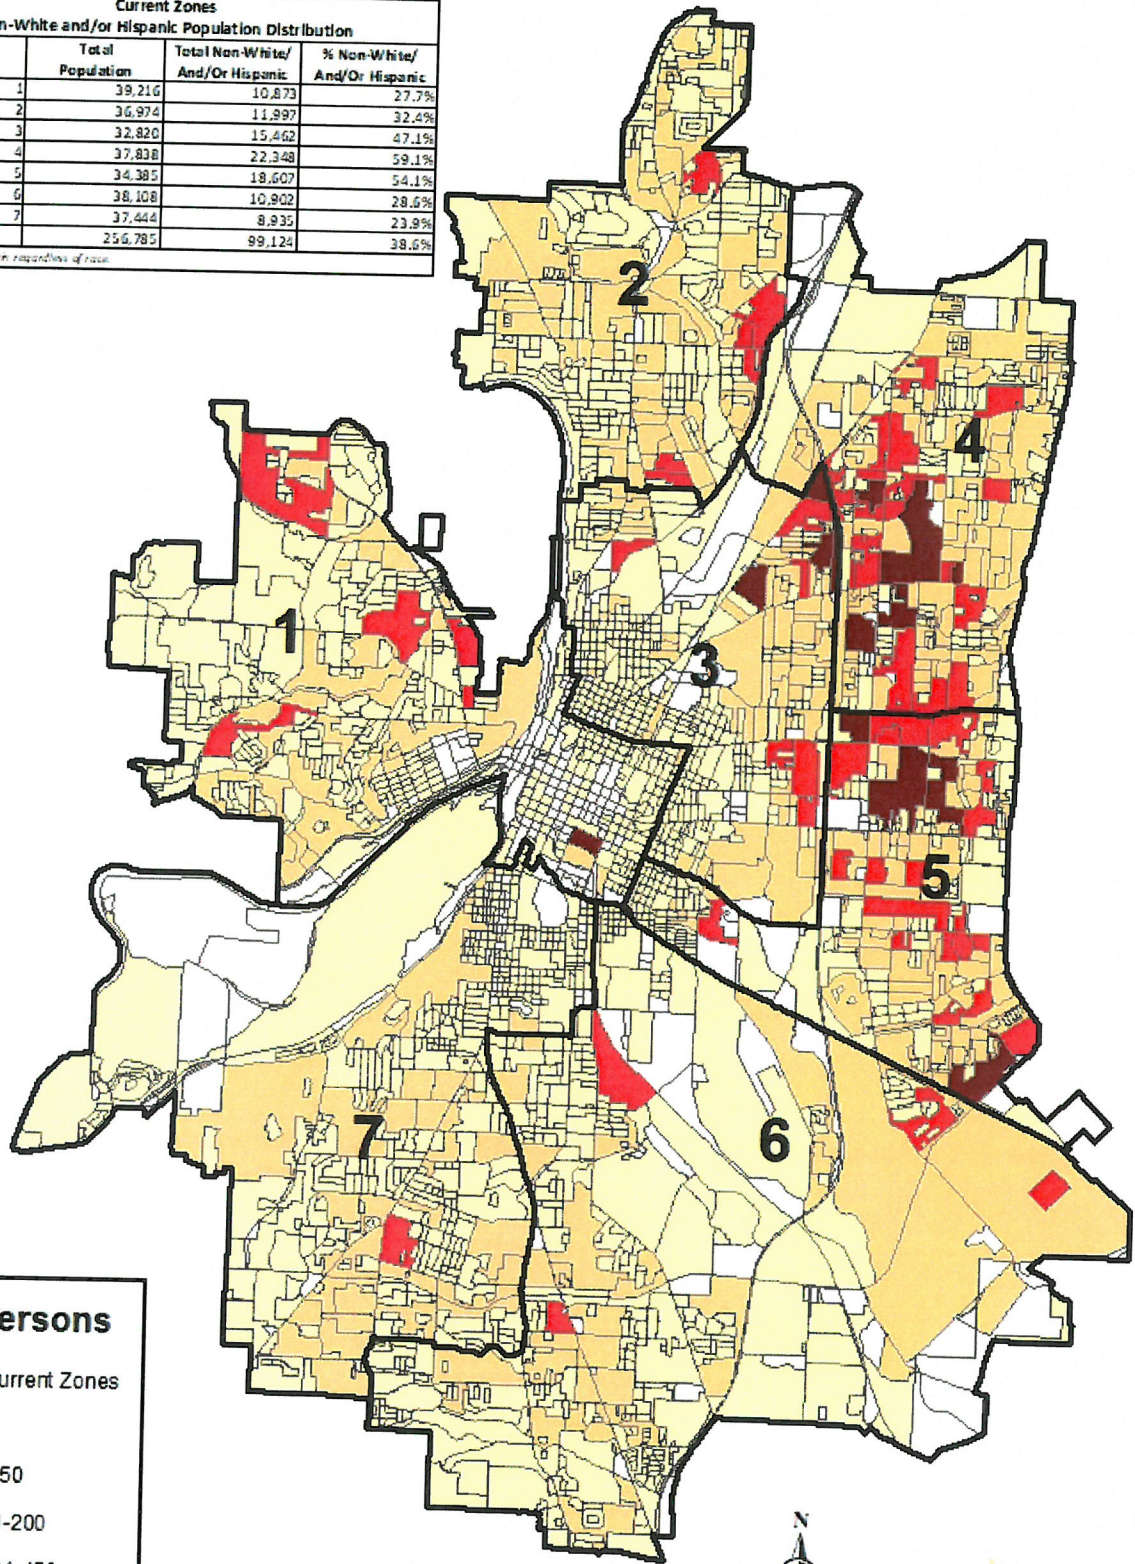 Current Zones
n-White and/or Hispanic Population Distribution
Total Population Total Non-White/ And/Or Hispanic % Non-White/ And/Or Hispanic
1 39,216 10,873 27.7%
2 36,974 11,997 32.4%
3 32,820 15,462 47.1%
4 37,838 22,348 59.1%
5 34,385 18,607 54.1%
6 38,108 10,902 28.6%
7 37,444 8,935 23.9%
256,785 99,124 38.6%
n regardless of race.
2
4
1
3
5
7
6
ersons
urrent Zones
50
-200
N